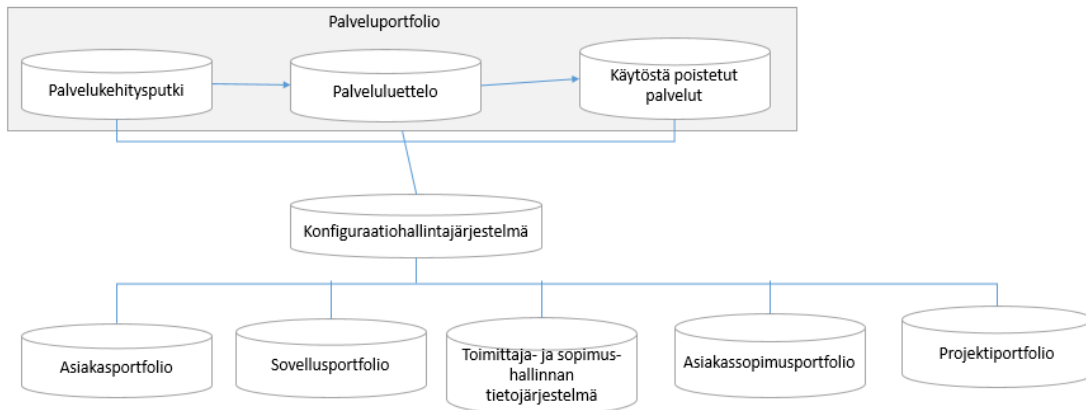 Palveluportfolio
Palvelukehitysputki
Palveluluettelo
Käytöstä poistetut
palvelut
Konfiguraatiohallintajärjestelmä
Asiakasportfolio
Sovellusportfolio
Toimittaja- ja sopimus-
hallinnan
tietojärjestelmä
Asiakassopimusportfolio
Projektiportfolio